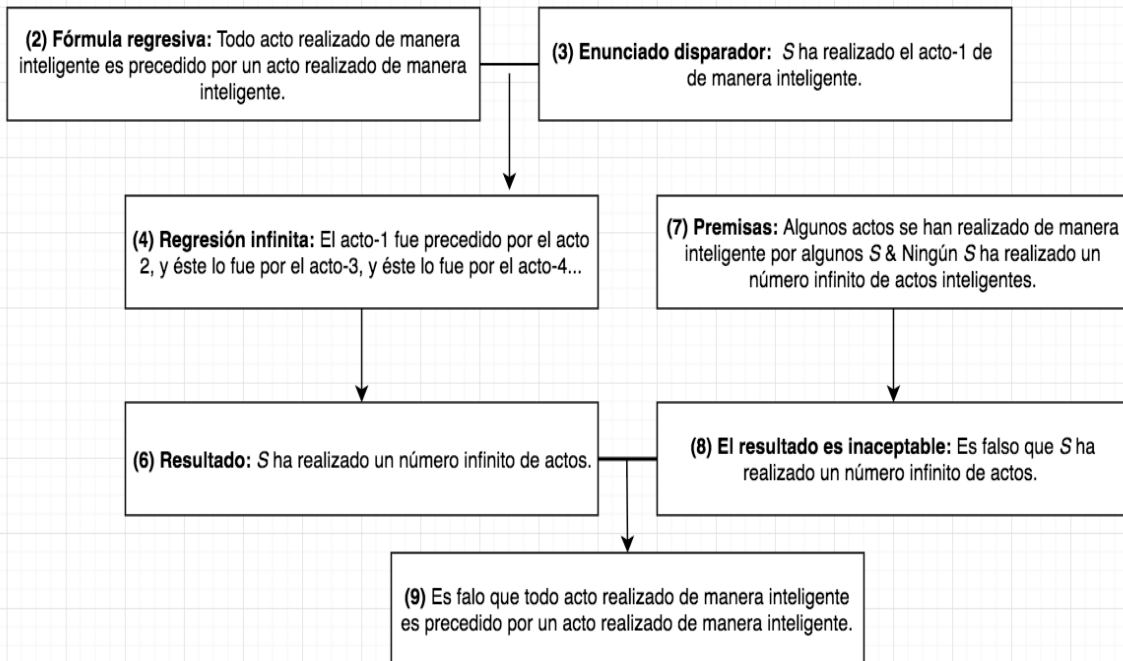 (2) Fórmula regresiva: Todo acto realizado de manera
inteligente es precedido por un acto realizado de manera
inteligente.
(3) Enunciado disparador: S ha realizado el acto-1 de
de manera inteligente.
(4) Regresión infinita: El acto-1 fue precedido por el acto
2, y éste lo fue por el acto-3, y éste lo fue por el acto-4...
(7) Premisas: Algunos actos se han realizado de manera
inteligente por algunos S & Ningún S ha realizado un
número infinito de actos inteligentes.
(6) Resultado: S ha realizado un número infinito de actos.
(8) El resultado es inaceptable: Es falso que S ha
realizado un número infinito de actos.
(9) Es falo que todo acto realizado de manera inteligente
es precedido por un acto realizado de manera inteligente.